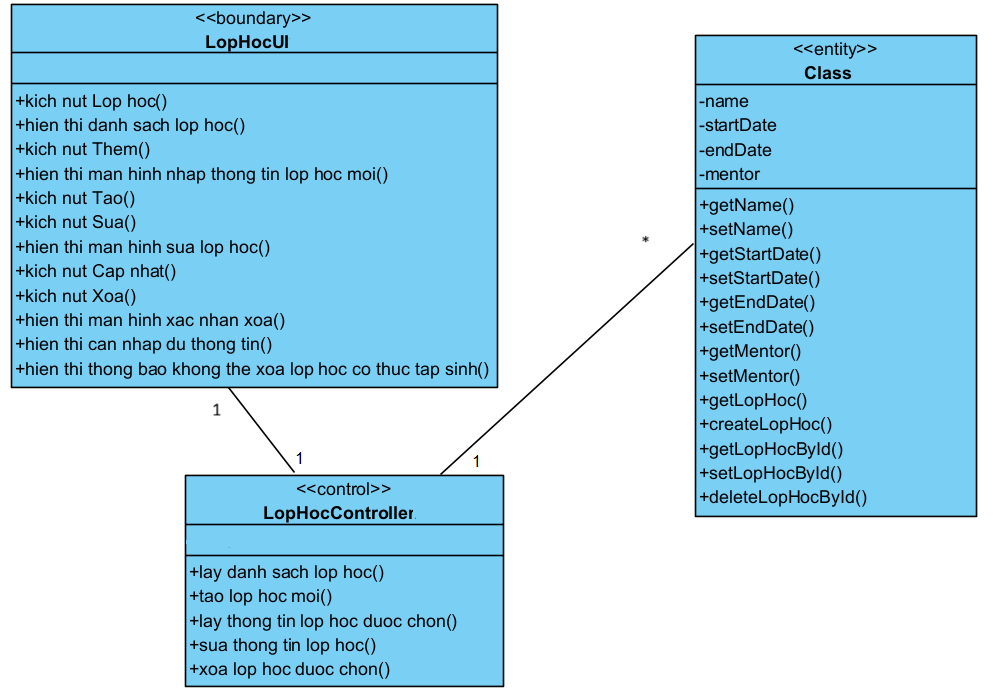 <<boundary>>
LopHocUI
+kich nut Lop hoc()
+hien thi danh sach lop hoc()
+kich nut Them()
+hien thi man hinh nhap thong tin lop hoc moi()
+kich nut Tao()
+kich nut Sua()
+hien thi man hinh sua lop hoc()
+kich nut Cap nhat()
+kich nut Xoa()
+hien thi man hinh xac nhan xoa()
+hien thi can nhap du thong tin()
+hien thi thong bao khong the xoa lop hoc co thuc tap sinh()
<<entity>>
Class
-name
-startDate
-endDate
-mentor
+getName()
+setName()
+getStartDate()
+setStartDate()
+getEndDate()
+setEndDate()
+getMentor()
+setMentor()
+getLopHoc()
+createLopHoc()
+getLopHocById()
+setLopHocById()
+deleteLopHocById()
*
1
1
1
<<control>>
LopHocController
+lay danh sach lop hoc()
+tao lop hoc moi()
+lay thong tin lop hoc duoc chon()
+sua thong tin lop hoc()
+xoa lop hoc duoc chon()